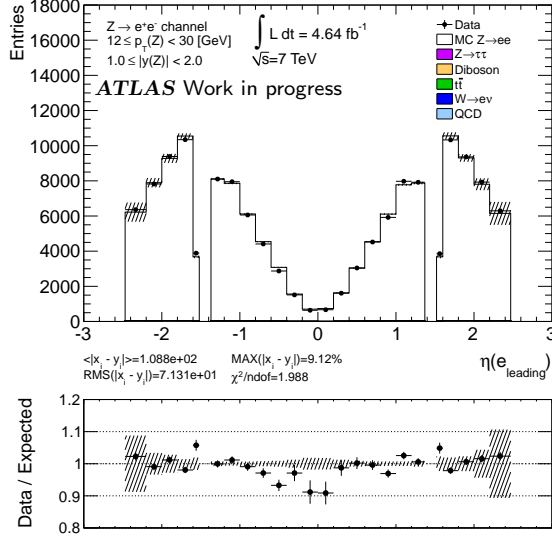 Entries
18000
16000
14000
12000
10000
8000
6000
4000
2000
0
Z → e+e- channel
12 ≤ pT(Z) < 30 [GeV]
1.0 ≤ |y(Z)| < 2.0
∫ L dt = 4.64 fb-1
√s=7 TeV
ATLAS Work in progress
Data
MC Z→ee
Z→ττ
Diboson
tt̄
W→eν
QCD
-3 -2 -1 0 1 2 3
η(eleading)
<|xi - yi|>=1.088e+02 MAX(|xi - yi|)=9.12%
RMS(|xi - yi|)=7.131e+01 χ2/ndof=1.988
Data / Expected
1.2
1.1
1.0
0.9
0.8